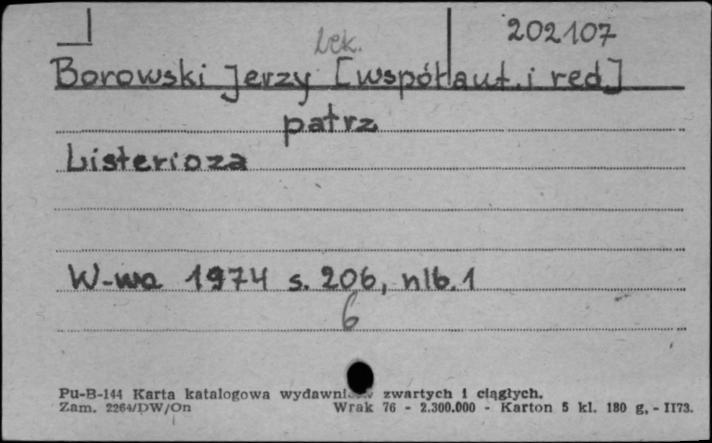 Lek.
202107
Borowski Jerzy [współaut. i red]
patrz
Listerioza
W-wa 1974 s. 206, nlb. 1
6
Pu-B-144 Karta katalogowa wydawnictw zwartych i ciągłych.
Zam. 2264/DW/On Wrak 76 - 2.300.000 - Karton 5 kl. 180 g. - II73.